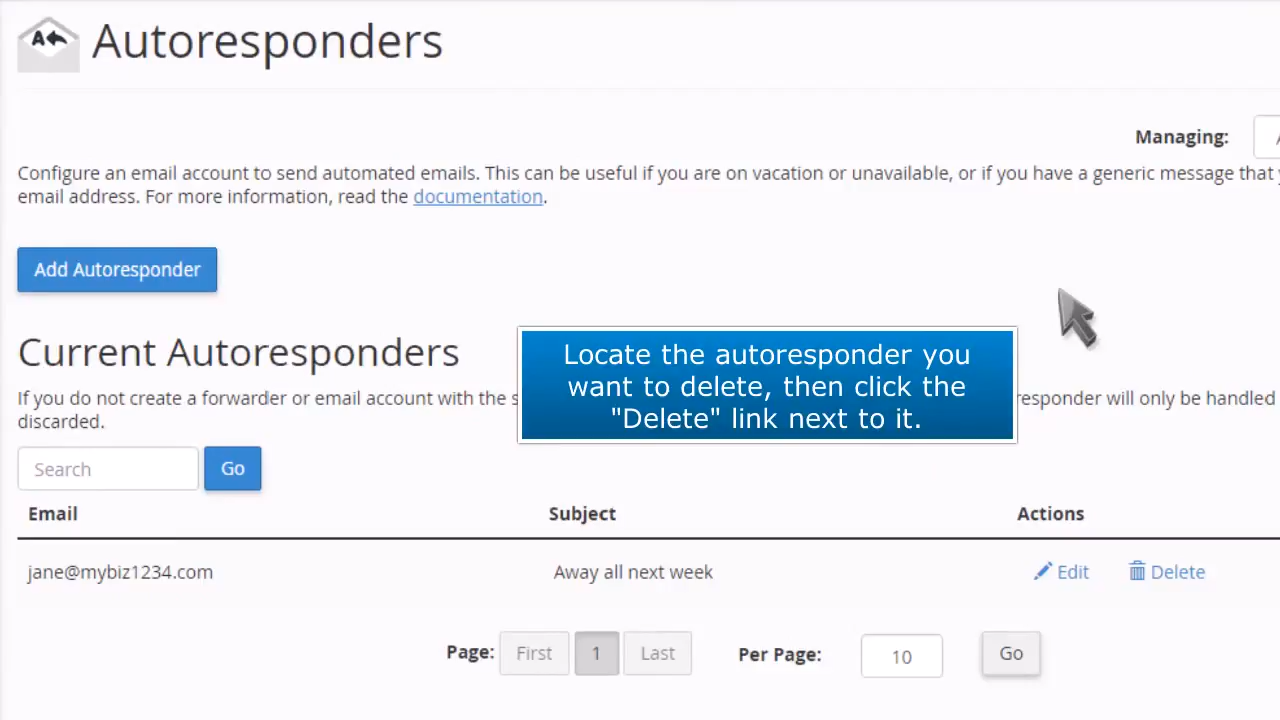 Autoresponders
Managing:
Configure an email account to send automated emails. This can be useful if you are on vacation or unavailable, or if you have a generic message that
email address. For more information, read the documentation.
Add Autoresponder
Current Autoresponders
Locate the autoresponder you
want to delete, then click the
"Delete" link next to it.
If you do not create a forwarder or email account with the responder will only be handled
discarded.
Search Go
Email Subject Actions
jane@mybiz1234.com Away all next week Edit Delete
Page: First 1 Last Per Page: 10 Go